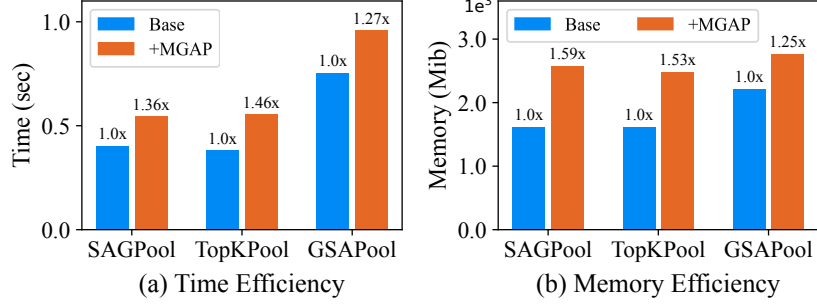 Base
+MGAP
1.0x
1.36x
1.0x
1.46x
1.0x
1.27x
Time (sec)
1.0
0.5
0.0
SAGPool TopKPool GSAPool
(a) Time Efficiency
1e³
Base +MGAP
1.0x
1.59x
1.0x
1.53x
1.0x
1.25x
Memory (Mib)
3.0
2.0
1.0
0.0
SAGPool TopKPool GSAPool
(b) Memory Efficiency